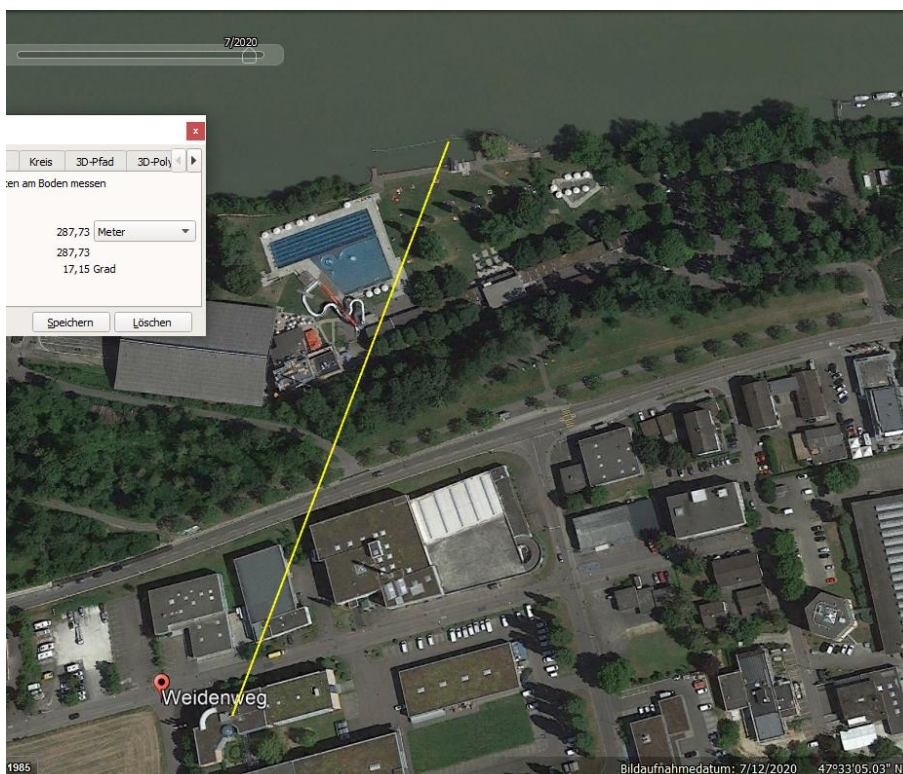 7/2020
x
Kreis 3D-Pfad 3D-Poly
ten am Boden messen
287,73 Meter
287,73
17,15 Grad
Speichern Löschen
Weidenweg
1985
Bildaufnahmedatum: 7/12/2020 47°33'05.03" N